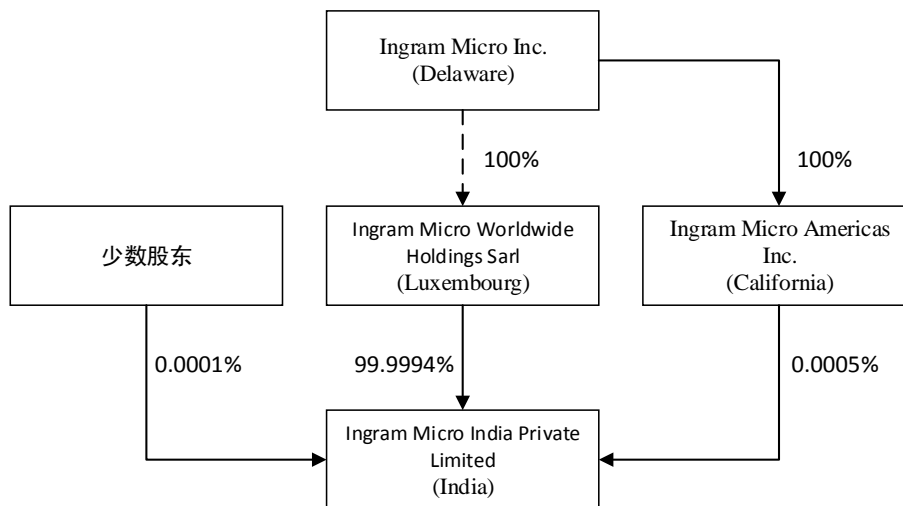 Ingram Micro Inc.
(Delaware)
100%
100%
少数股东
Ingram Micro Worldwide
Holdings Sarl
(Luxembourg)
Ingram Micro Americas
Inc.
(California)
0.0001%
99.9994%
0.0005%
Ingram Micro India Private
Limited
(India)